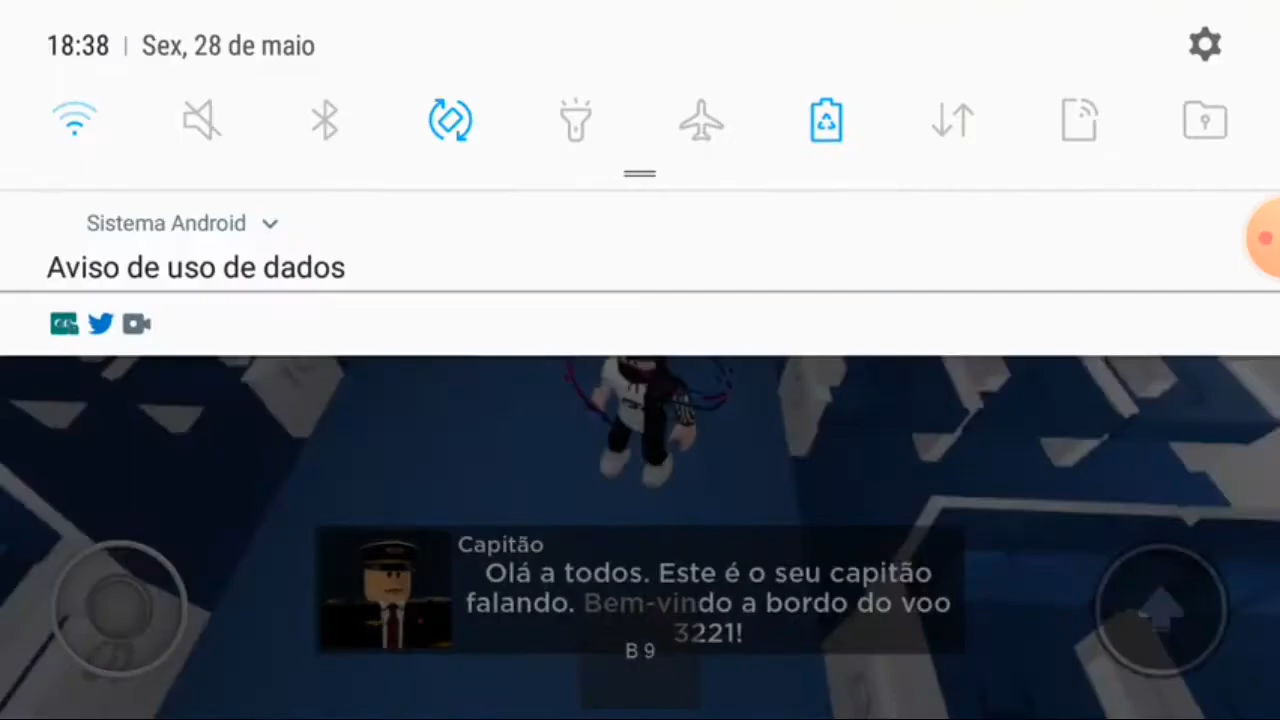 18:38 | Sex, 28 de maio
Sistema Android
Aviso de uso de dados
Capitão
Olá a todos. Este é o seu capitão
falando. Bem-vindo a bordo do voo
3221!
B 9